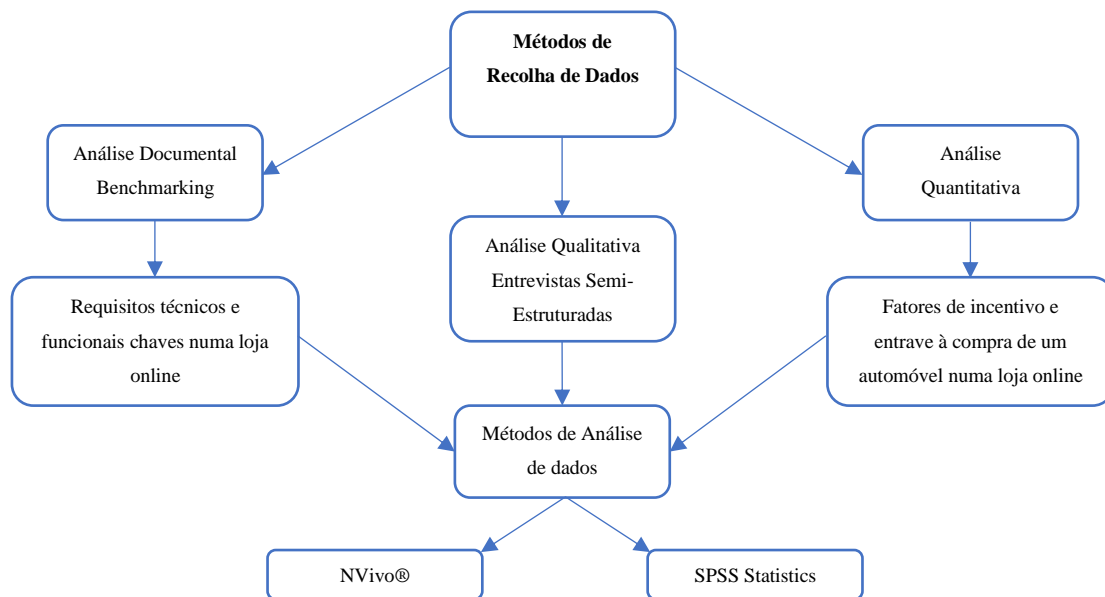 Métodos de
Recolha de Dados
Análise Documental
Benchmarking
Análise
Quantitativa
Análise Qualitativa
Entrevistas Semi-
Estruturadas
Requisitos técnicos e
funcionais chaves numa loja
online
Fatores de incentivo e
entrave à compra de um
automóvel numa loja online
Métodos de Análise
de dados
NVivo®
SPSS Statistics